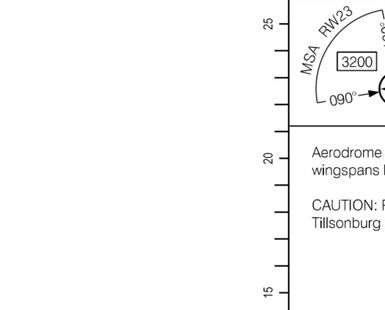 25
MSA RW23
3200
090°
20
Aerodrome
wingspans
CAUTION:
Tillsonburg
15